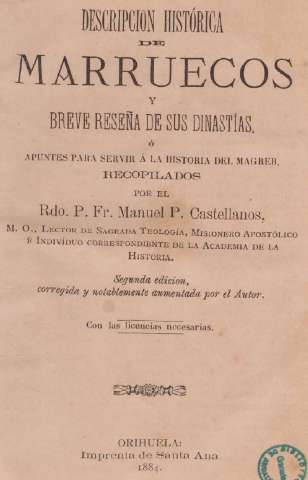 DESCRIPCION HISTÓRICA
DE
MARRUECOS
Y
BREVE RESEÑA DE SUS DINASTÍAS,
Ó
APUNTES PARA SERVIR Á LA HISTORIA DEL MAGREB,
RECOPILADOS
POR EL
Rdo. P. Fr. Manuel P. Castellanos,
M. O., Lector de Sagrada Teología, Misionero Apostólico
é Indivíduo correspondiente de la Academia de la
Historia.
Segunda edicion,
corregida y notablemente aumentada por el Autor.
Con las licencias necesarias.
ORIHUELA:
Imprenta de Santa Ana
1884.